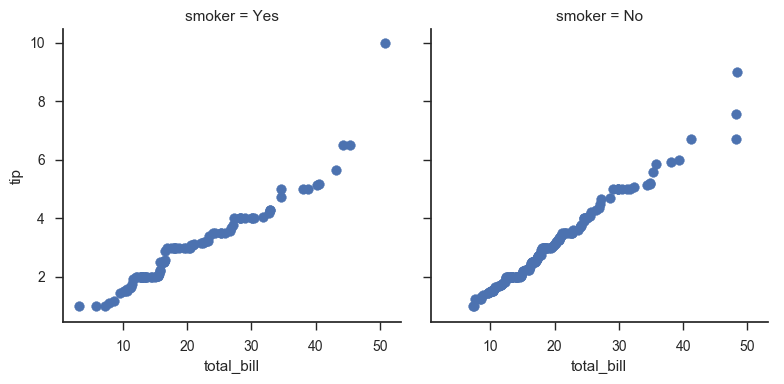 smoker = Yes
smoker = No
tip
10
8
6
4
2
10 20 30 40 50
10 20 30 40 50
total_bill
total_bill